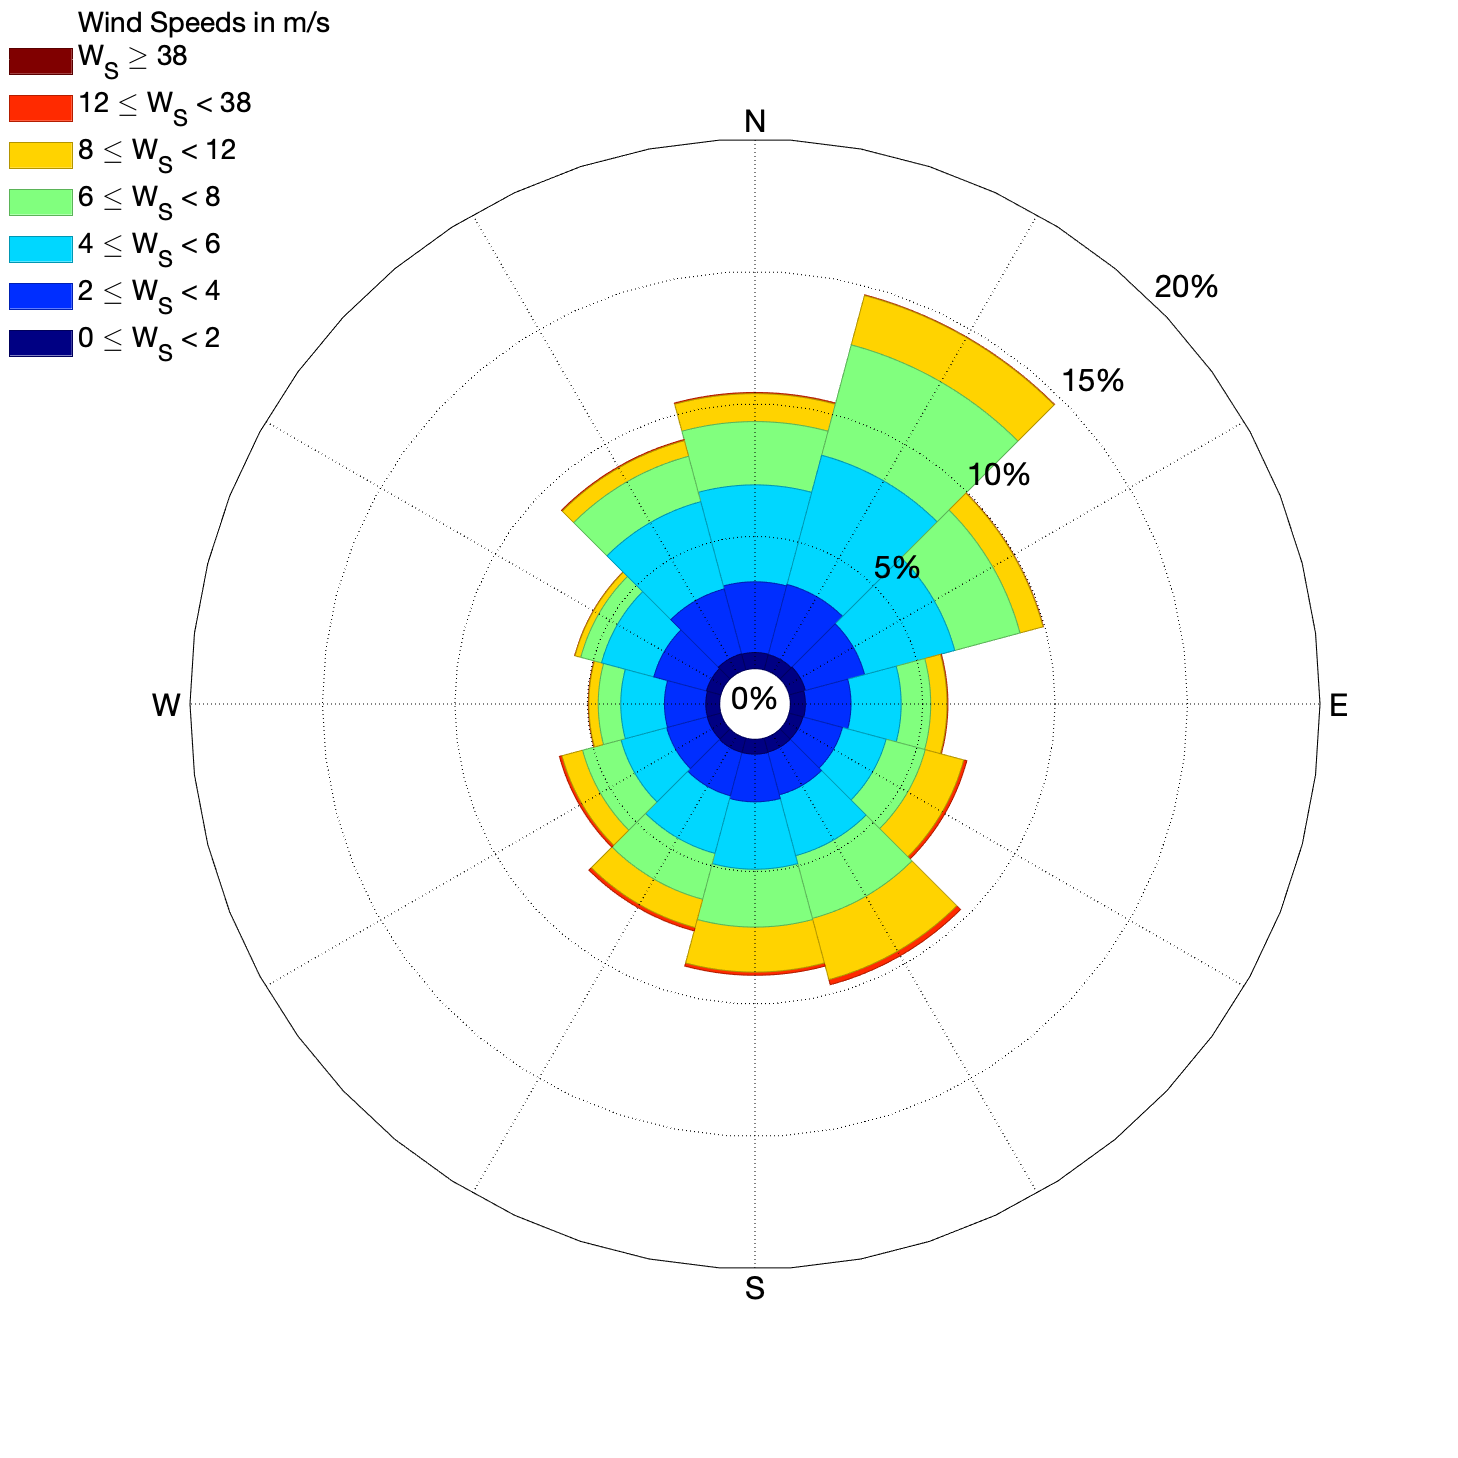 Wind Speeds in m/s
W_S ≥ 38
12 ≤ W_S < 38
8 ≤ W_S < 12
6 ≤ W_S < 8
4 ≤ W_S < 6
2 ≤ W_S < 4
0 ≤ W_S < 2
N
20%
15%
10%
5%
0%
W
E
S